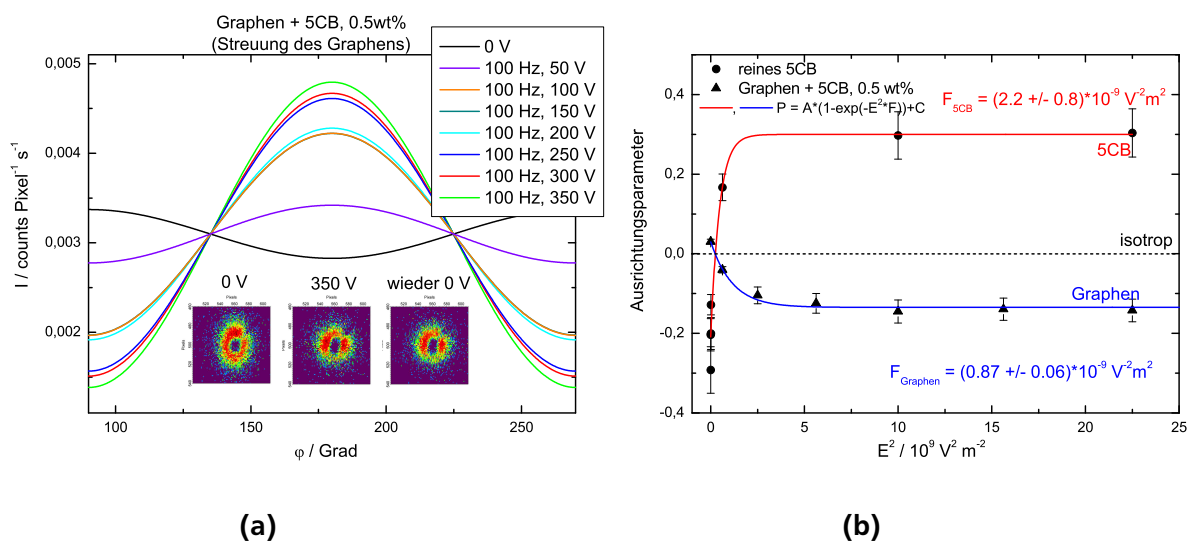 Graphen + 5CB, 0.5wt%
(Streuung des Graphens)
0 V
100 Hz, 50 V
100 Hz, 100 V
100 Hz, 150 V
100 Hz, 200 V
100 Hz, 250 V
100 Hz, 300 V
100 Hz, 350 V
0,005
0,004
0,003
0,002
I / counts Pixel⁻¹ s⁻¹
0 V
350 V
wieder 0 V
Pixels
Pixels
Pixels
100
150
200
250
φ / Grad
(a)
reines 5CB
Graphen + 5CB, 0.5 wt%
, P = A*(1-exp(-E²*F))+C
F5CB = (2.2 +/- 0.8)*10⁻⁹ V⁻²m²
5CB
isotrop
Graphen
FGraphen = (0.87 +/- 0.06)*10⁻⁹ V⁻²m²
0,4
0,2
0,0
-0,2
-0,4
Ausrichtungsparameter
0
5
10
15
20
25
E² / 10⁹ V² m⁻²
(b)